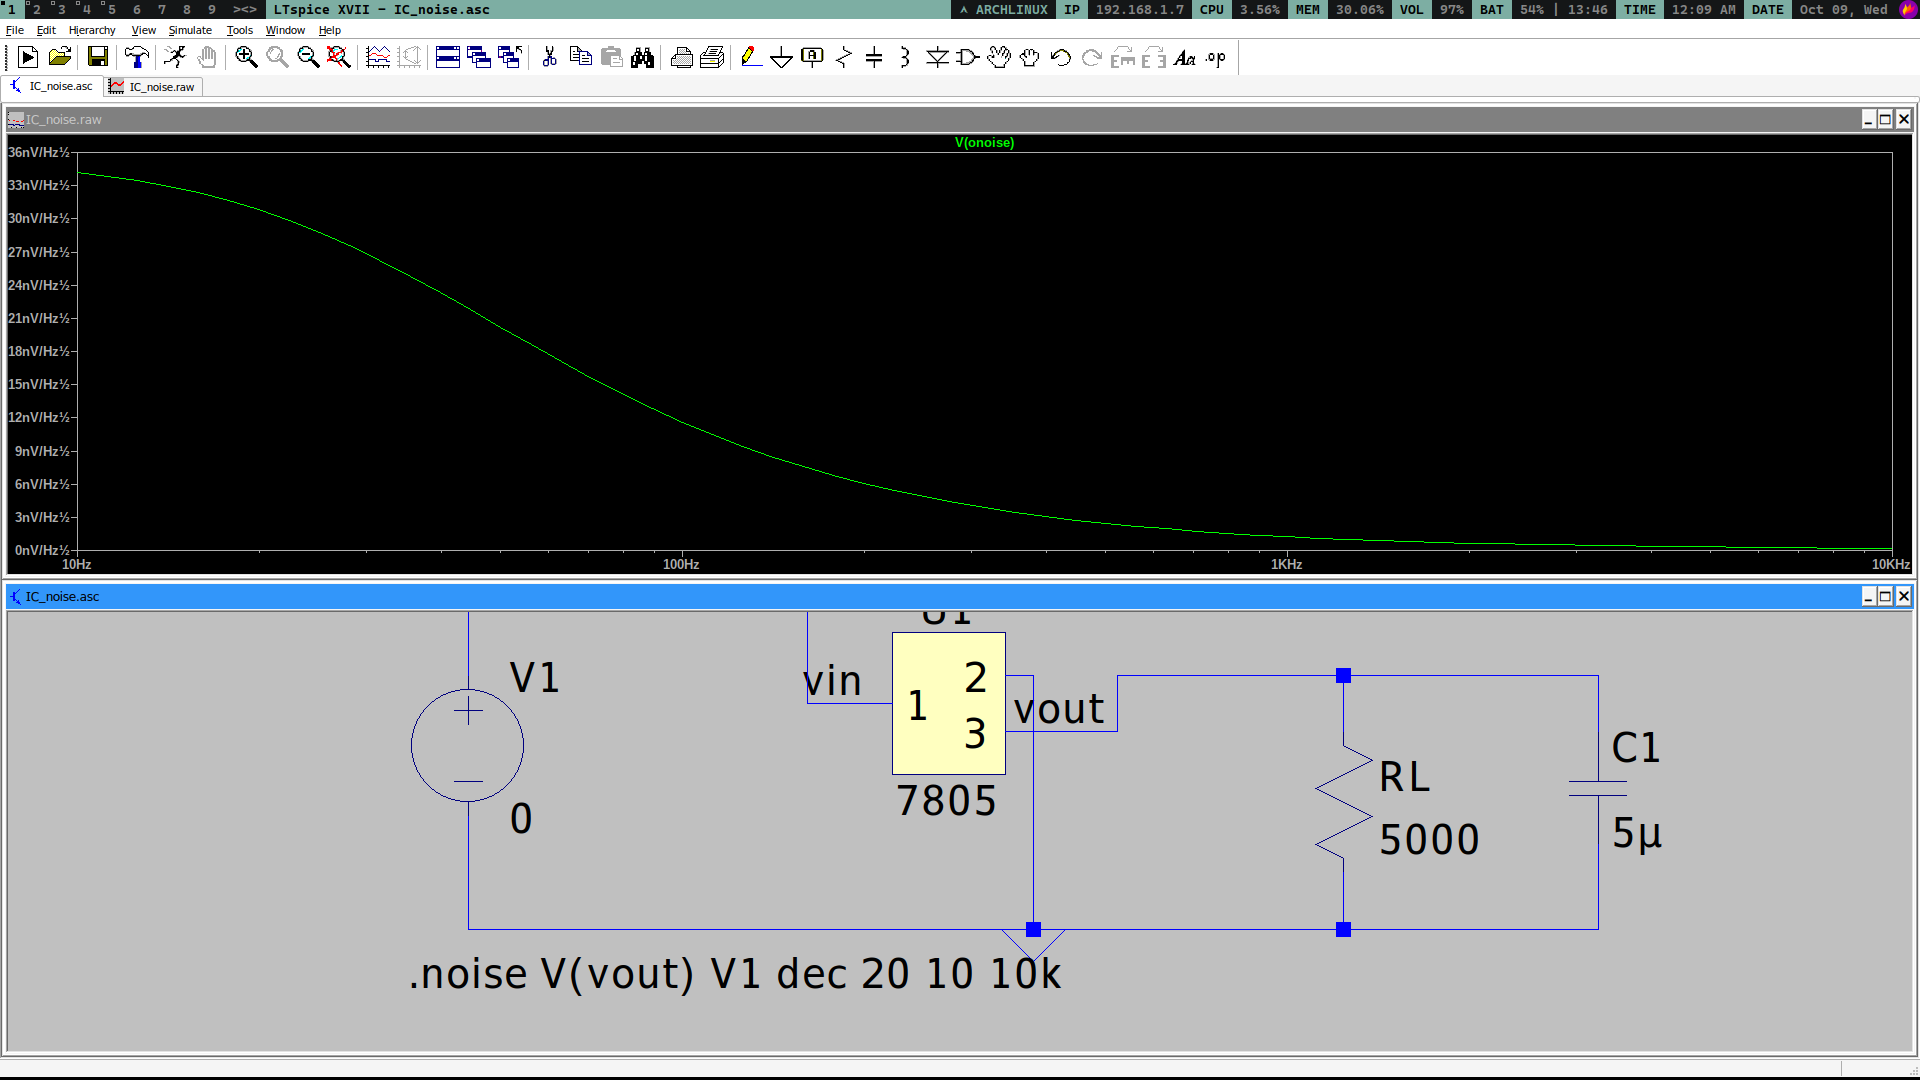 1 2 3 4 5 6 7 8 9 ><> LTspice XVII - IC_noise.asc ARCHLINUX IP 192.168.1.7 CPU 3.56% MEM 30.06% VOL 97% BAT 54% | 13:46 TIME 12:09 AM DATE Oct 09, Wed
File Edit Hierarchy View Simulate Tools Window Help
A Aa .op
IC_noise.asc IC_noise.raw
IC_noise.raw
V(onoise)
36nV/Hz½
33nV/Hz½
30nV/Hz½
27nV/Hz½
24nV/Hz½
21nV/Hz½
18nV/Hz½
15nV/Hz½
12nV/Hz½
9nV/Hz½
6nV/Hz½
3nV/Hz½
0nV/Hz½
10Hz 100Hz 1KHz 10KHz
IC_noise.asc
U1
V1 vin 1 2
vout
3
C1
RL
7805
0
5000 5µ
.noise V(vout) V1 dec 20 10 10k